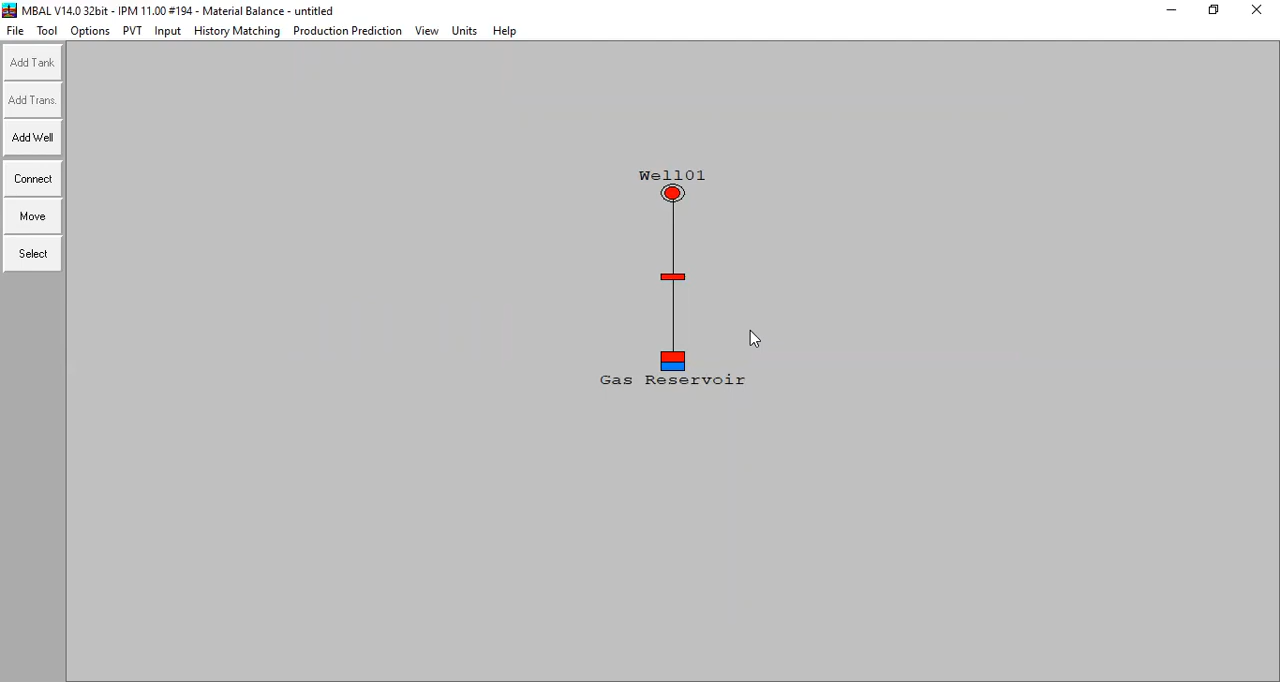 MBAL V14.0 32bit - IPM 11.00 #194 - Material Balance - untitled
File Tool Options PVT Input History Matching Production Prediction View Units Help
Add Tank
Add Trans.
Add Well
Connect
Move
Select
Well01
Gas Reservoir